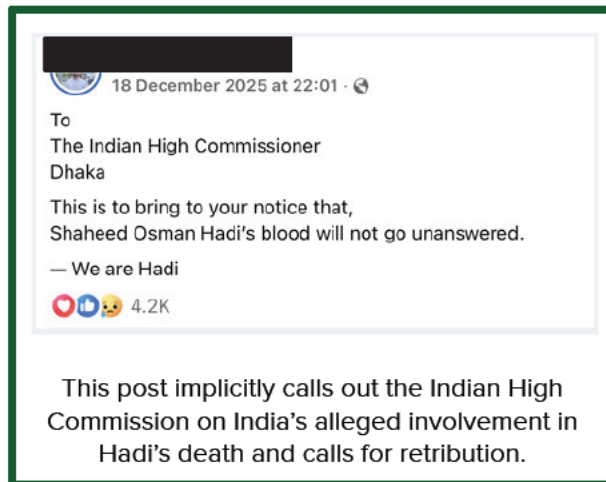 18 December 2025 at 22:01 ·
To
The Indian High Commissioner
Dhaka
This is to bring to your notice that,
Shaheed Osman Hadi's blood will not go unanswered.
— We are Hadi
4.2K
This post implicitly calls out the Indian High
Commission on India's alleged involvement in
Hadi's death and calls for retribution.